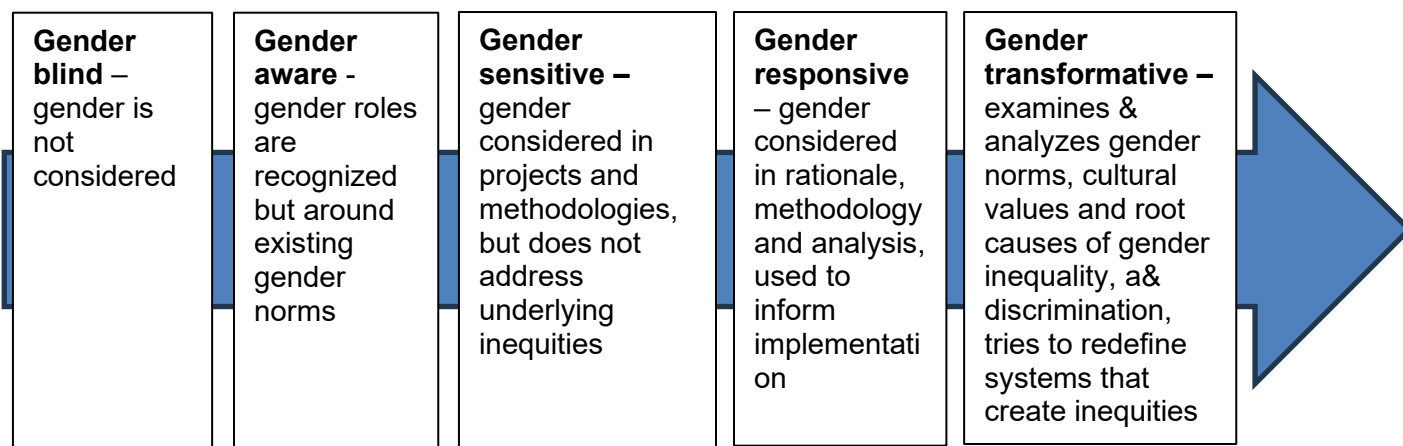 Gender
blind –
gender is
not
considered
Gender
aware -
gender roles
are
recognized
but around
existing
gender
norms
Gender
sensitive –
gender
considered in
projects and
methodologies,
but does not
address
underlying
inequities
Gender
responsive
– gender
considered
in rationale,
methodology
and analysis,
used to
inform
implementati
on
Gender
transformative –
examines &
analyzes gender
norms, cultural
values and root
causes of gender
inequality, a&
discrimination,
tries to redefine
systems that
create inequities